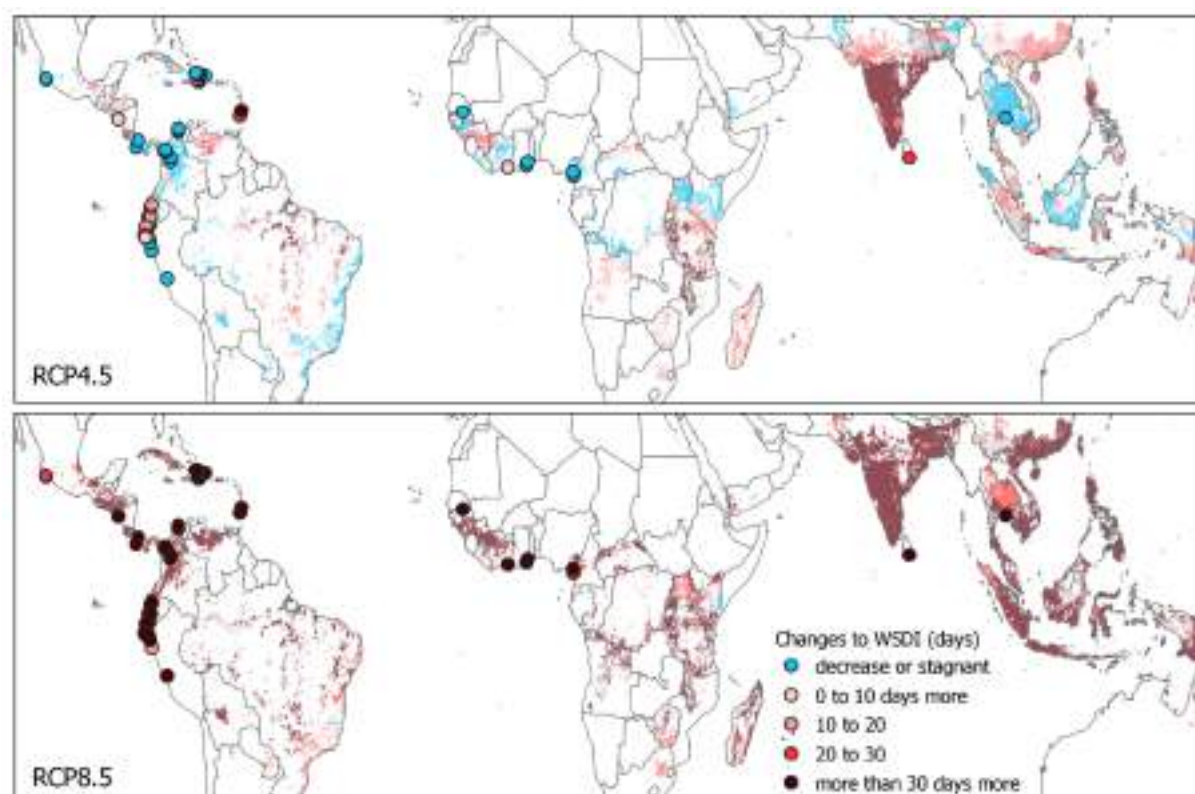 RCP4.5
Changes to WSDI (days)
decrease or stagnant
0 to 10 days more
10 to 20
20 to 30
more than 30 days more
RCP8.5